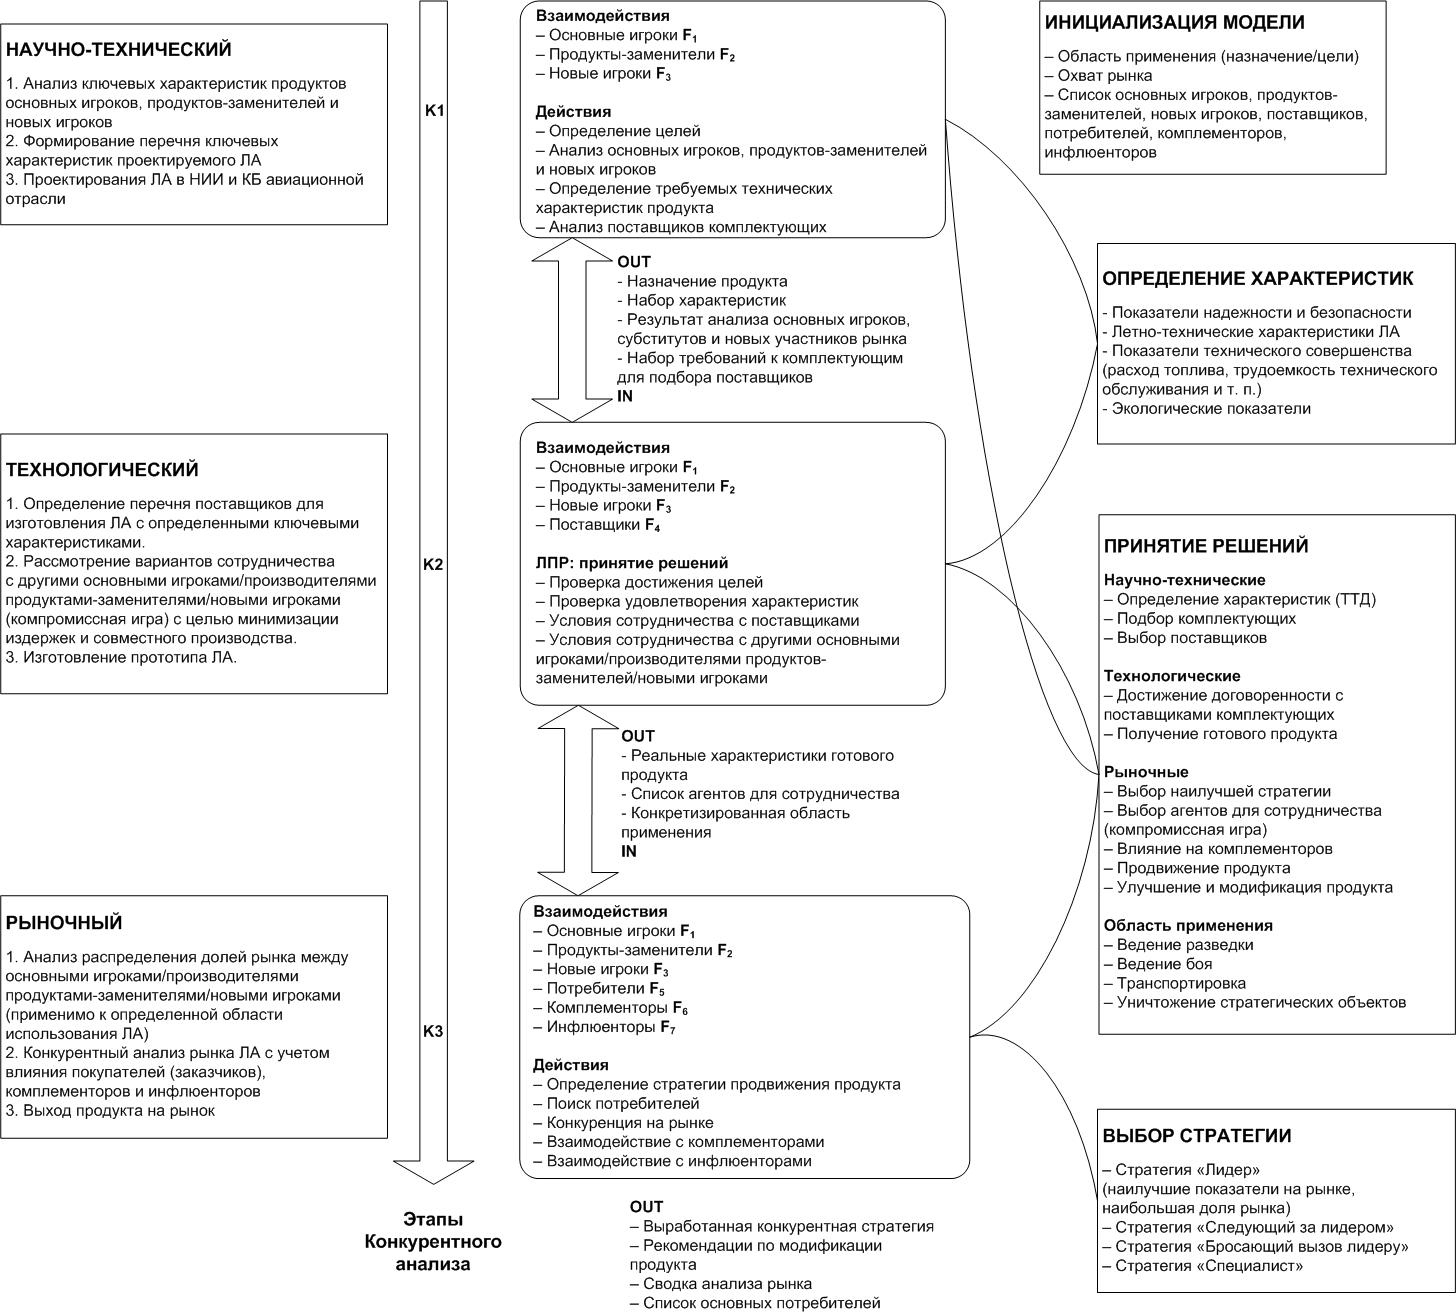 НАУЧНО-ТЕХНИЧЕСКИЙ
1. Анализ ключевых характеристик продуктов
основных игроков, продуктов-заменителей и
новых игроков
2. Формирование перечня ключевых
характеристик проектируемого ЛА
3. Проектирования ЛА в НИИ и КБ авиационной
отрасли
ТЕХНОЛОГИЧЕСКИЙ
1. Определение перечня поставщиков для
изготовления ЛА с определенными ключевыми
характеристиками.
2. Рассмотрение вариантов сотрудничества
с другими основными игроками/производителями
продуктами-заменителями/новыми игроками
(компромиссная игра) с целью минимизации
издержек и совместного производства.
3. Изготовление прототипа ЛА.
РЫНОЧНЫЙ
1. Анализ распределения долей рынка между
основными игроками/производителями
продуктами-заменителями/новыми игроками
(применимо к определенной области
использования ЛА)
2. Конкурентный анализ рынка ЛА с учетом
влияния покупателей (заказчиков),
комплементоров и инфлюенторов
3. Выход продукта на рынок
К1
К2
К3
Этапы
Конкурентного
анализа
Взаимодействия
– Основные игроки F1
– Продукты-заменители F2
– Новые игроки F3
Действия
– Определение целей
– Анализ основных игроков, продуктов-заменителей
и новых игроков
– Определение требуемых технических
характеристик продукта
– Анализ поставщиков комплектующих
OUT
- Назначение продукта
- Набор характеристик
- Результат анализа основных игроков,
субститутов и новых участников рынка
- Набор требований к комплектующим
для подбора поставщиков
IN
Взаимодействия
– Основные игроки F1
– Продукты-заменители F2
– Новые игроки F3
– Поставщики F4
ЛПР: принятие решений
– Проверка достижения целей
– Проверка удовлетворения характеристик
– Условия сотрудничества с поставщиками
– Условия сотрудничества с другими основными
игроками/производителями продуктов-
заменителей/новыми игроками
OUT
- Реальные характеристики готового
продукта
- Список агентов для сотрудничества
- Конкретизированная область
применения
IN
Взаимодействия
– Основные игроки F1
– Продукты-заменители F2
– Новые игроки F3
– Потребители F5
– Комплементоры F6
– Инфлюенторы F7
Действия
– Определение стратегии продвижения продукта
– Поиск потребителей
– Конкуренция на рынке
– Взаимодействие с комплементорами
– Взаимодействие с инфлюенторами
OUT
– Выработанная конкурентная стратегия
– Рекомендации по модификации
продукта
– Сводка анализа рынка
– Список основных потребителей
ИНИЦИАЛИЗАЦИЯ МОДЕЛИ
– Область применения (назначение/цели)
– Охват рынка
– Список основных игроков, продуктов-
заменителей, новых игроков, поставщиков,
потребителей, комплементоров,
инфлюенторов
ОПРЕДЕЛЕНИЕ ХАРАКТЕРИСТИК
- Показатели надежности и безопасности
- Летно-технические характеристики ЛА
- Показатели технического совершенства
(расход топлива, трудоемкость технического
обслуживания и т. п.)
- Экологические показатели
ПРИНЯТИЕ РЕШЕНИЙ
Научно-технические
– Определение характеристик (ТТД)
– Подбор комплектующих
– Выбор поставщиков
Технологические
– Достижение договоренности с
поставщиками комплектующих
– Получение готового продукта
Рыночные
– Выбор наилучшей стратегии
– Выбор агентов для сотрудничества
(компромиссная игра)
– Влияние на комплементоров
– Продвижение продукта
– Улучшение и модификация продукта
Область применения
– Ведение разведки
– Ведение боя
– Транспортировка
– Уничтожение стратегических объектов
ВЫБОР СТРАТЕГИИ
– Стратегия «Лидер»
(наилучшие показатели на рынке,
наибольшая доля рынка)
– Стратегия «Следующий за лидером»
– Стратегия «Бросающий вызов лидеру»
– Стратегия «Специалист»